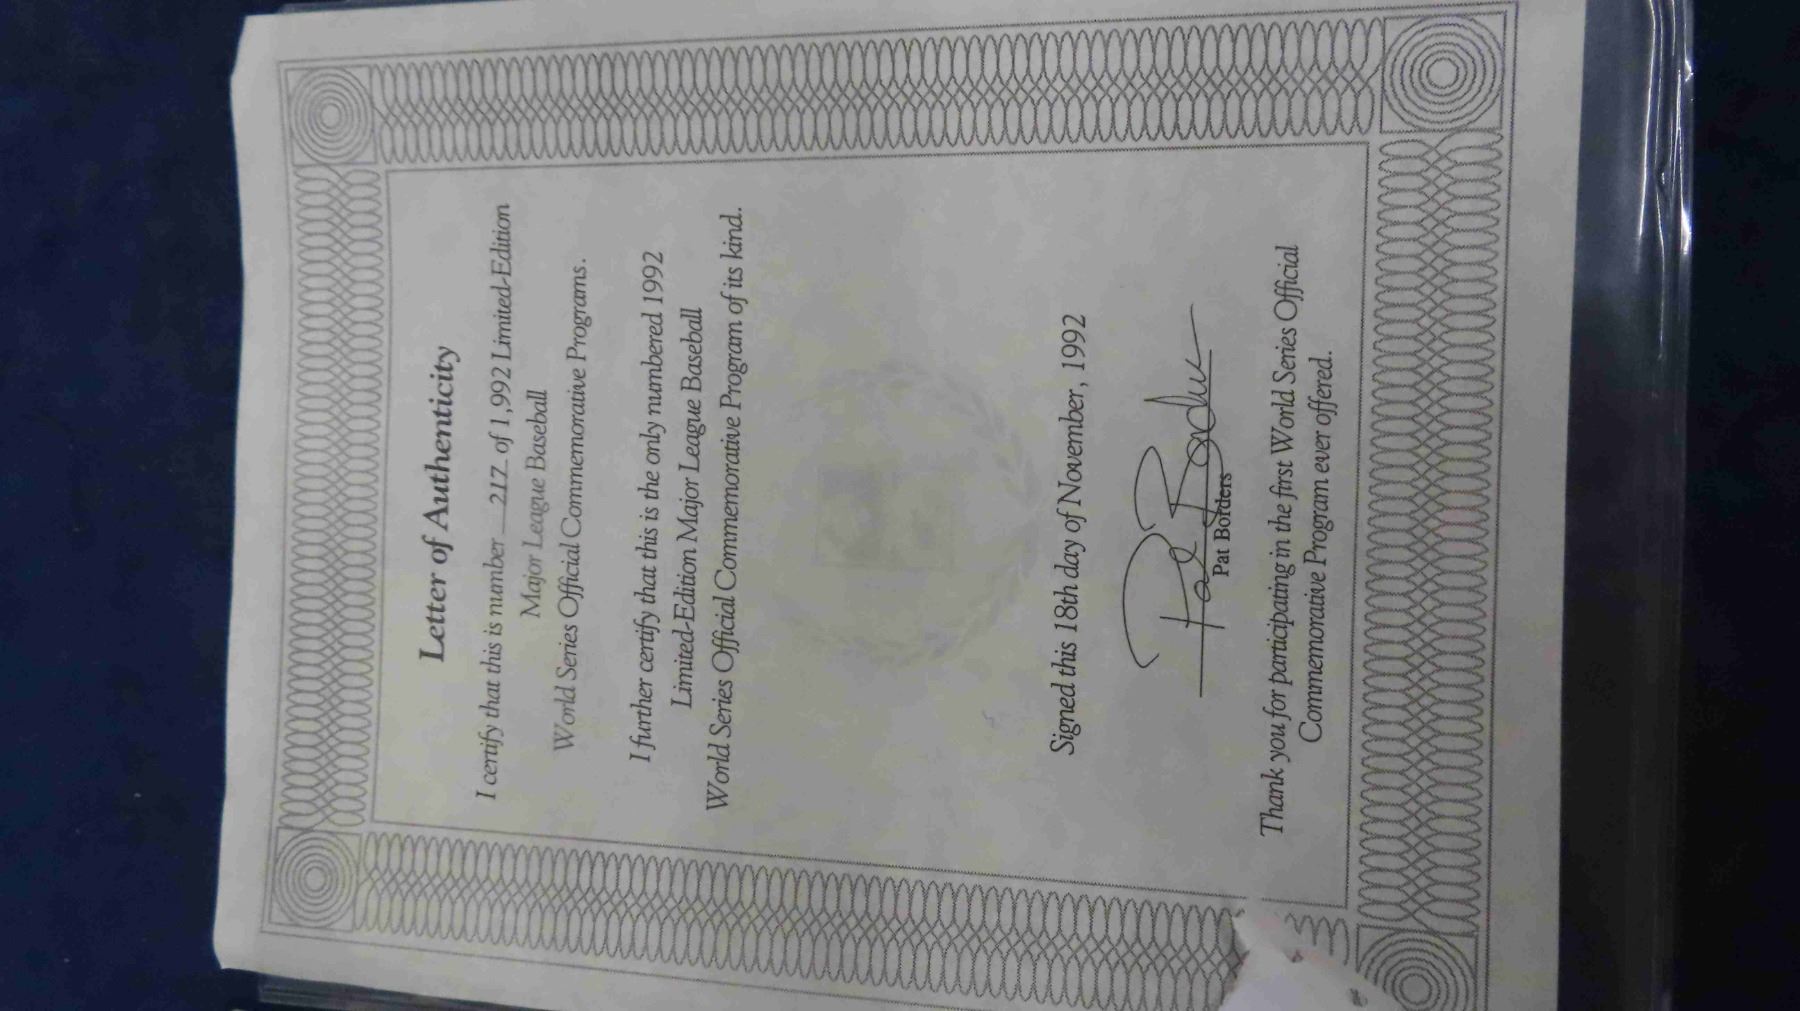 Letter of Authenticity
I certify that this is number 217 of 1,992 Limited-Edition
Major League Baseball
World Series Official Commemorative Programs.
I further certify that this is the only numbered 1992
Limited-Edition Major League Baseball
World Series Official Commemorative Program of its kind.
Signed this 18th day of November, 1992
Pat Borders
Pat Borders
Thank you for participating in the first World Series Official
Commemorative Program ever offered.